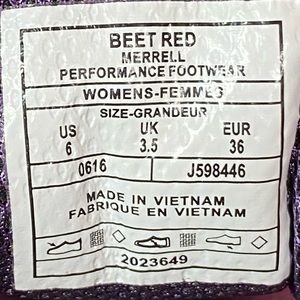 BEET RED
MERRELL
PERFORMANCE FOOTWEAR
WOMENS-FEMMES
SIZE-GRANDEUR
US UK EUR
6 3.5 36
0616 J598446
MADE IN VIETNAM
FABRIQUE EN VIETNAM
2023649